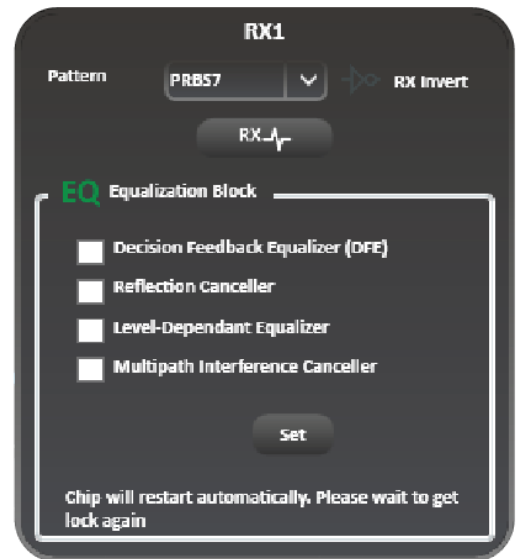 RX1
Pattern PRBS7 RX Invert
RX
EQ Equalization Block
Decision Feedback Equalizer (DFE)
Reflection Canceller
Level-Dependant Equalizer
Multipath Interference Canceller
Set
Chip will restart automatically. Please wait to get
lock again